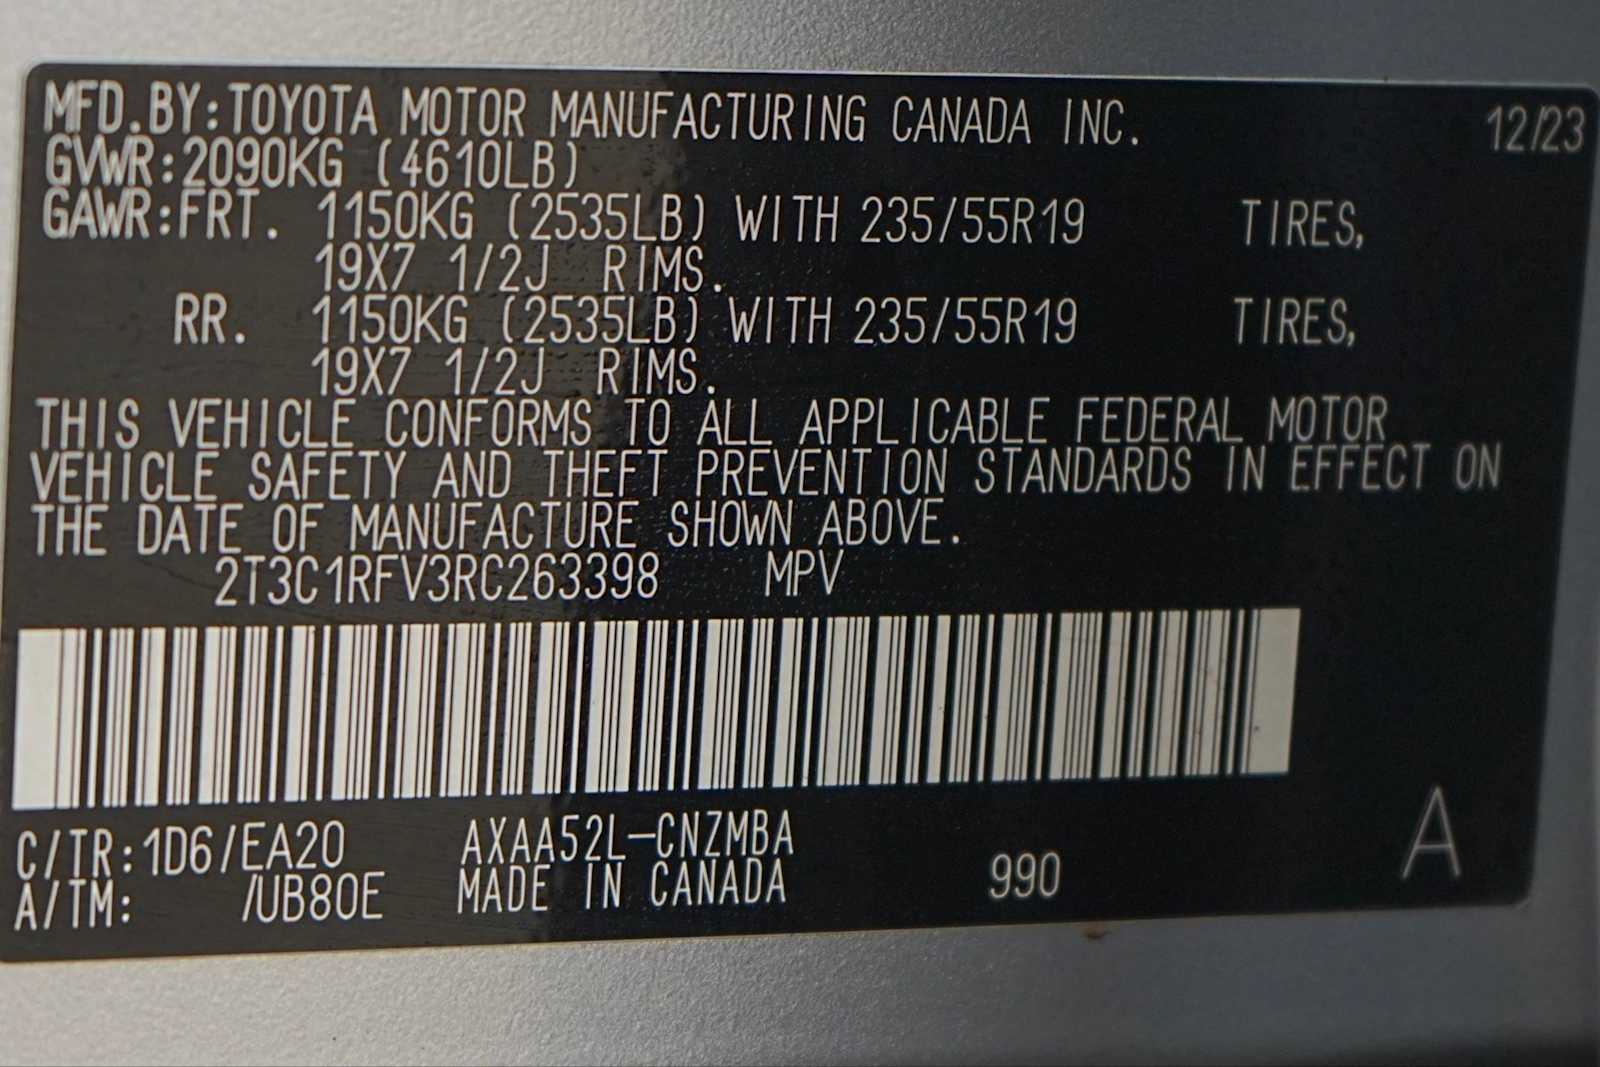 MFD.BY:TOYOTA MOTOR MANUFACTURING CANADA INC. 12/23
GVWR:2090KG (4610LB)
GAWR:FRT. 1150KG (2535LB) WITH 235/55R19 TIRES,
19X7 1/2J RIMS.
RR. 1150KG (2535LB) WITH 235/55R19 TIRES,
19X7 1/2J RIMS.
THIS VEHICLE CONFORMS TO ALL APPLICABLE FEDERAL MOTOR
VEHICLE SAFETY AND THEFT PREVENTION STANDARDS IN EFFECT ON
THE DATE OF MANUFACTURE SHOWN ABOVE.
2T3C1RFV3RC263398 MPV
C/TR:1D6/EA20 AXAA52L-CNZMBA
A/TM: /UB80E MADE IN CANADA 990 A